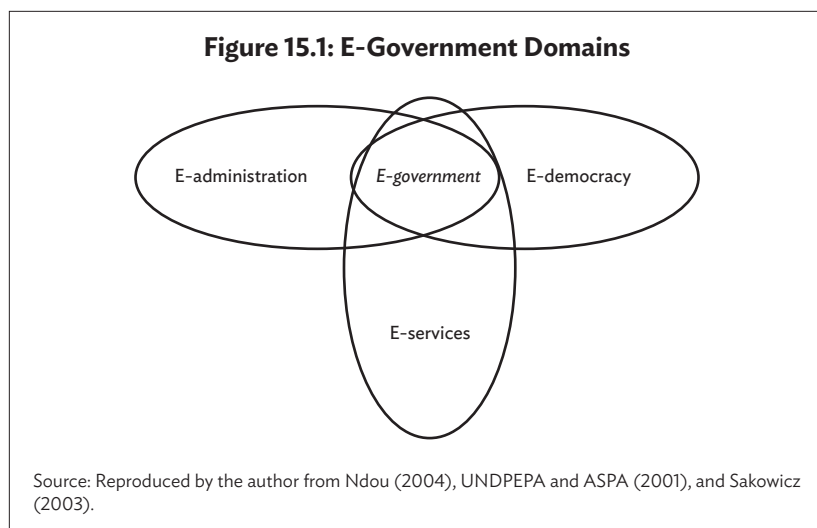 Figure 15.1: E-Government Domains
E-administration
E-government
E-democracy
E-services
Source: Reproduced by the author from Ndou (2004), UNDPEPA and ASPA (2001), and Sakowicz
(2003).